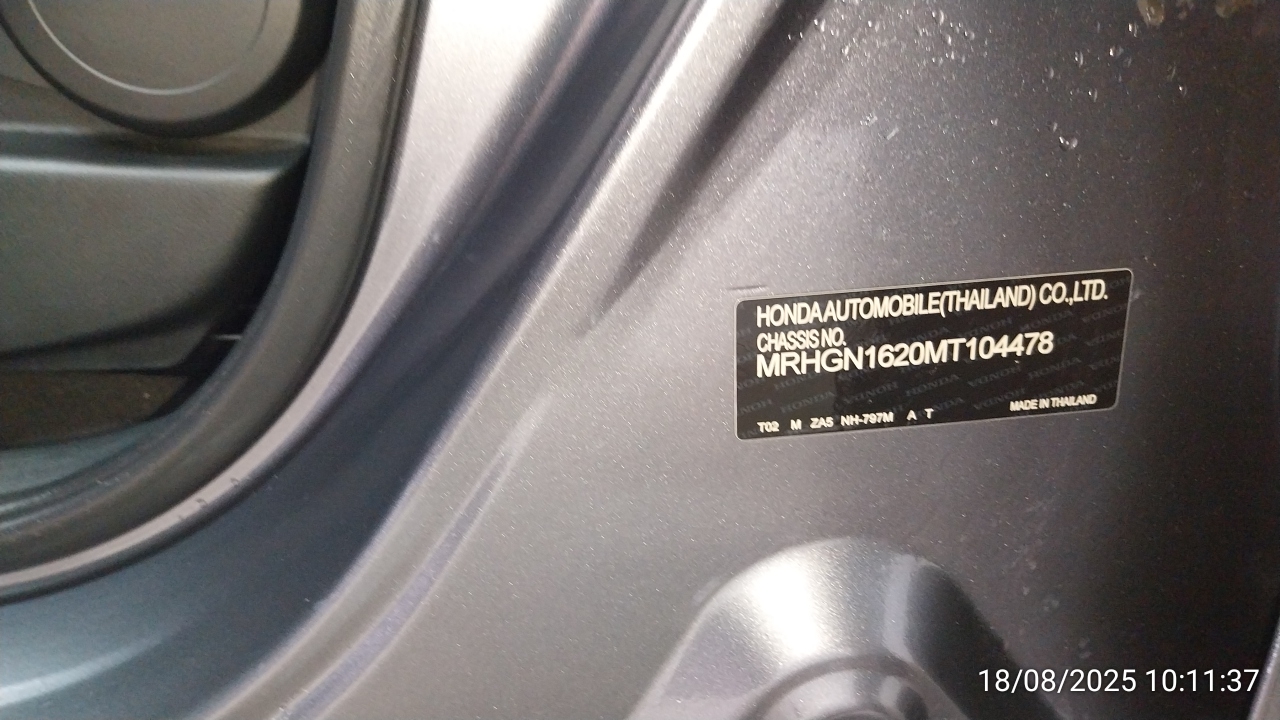 HONDA AUTOMOBILE(THAILAND) CO.,LTD.
CHASSIS NO.
MRHGN1620MT104478
T02 M ZA5 NH-797M A T
MADE IN THAILAND
18/08/2025 10:11:37